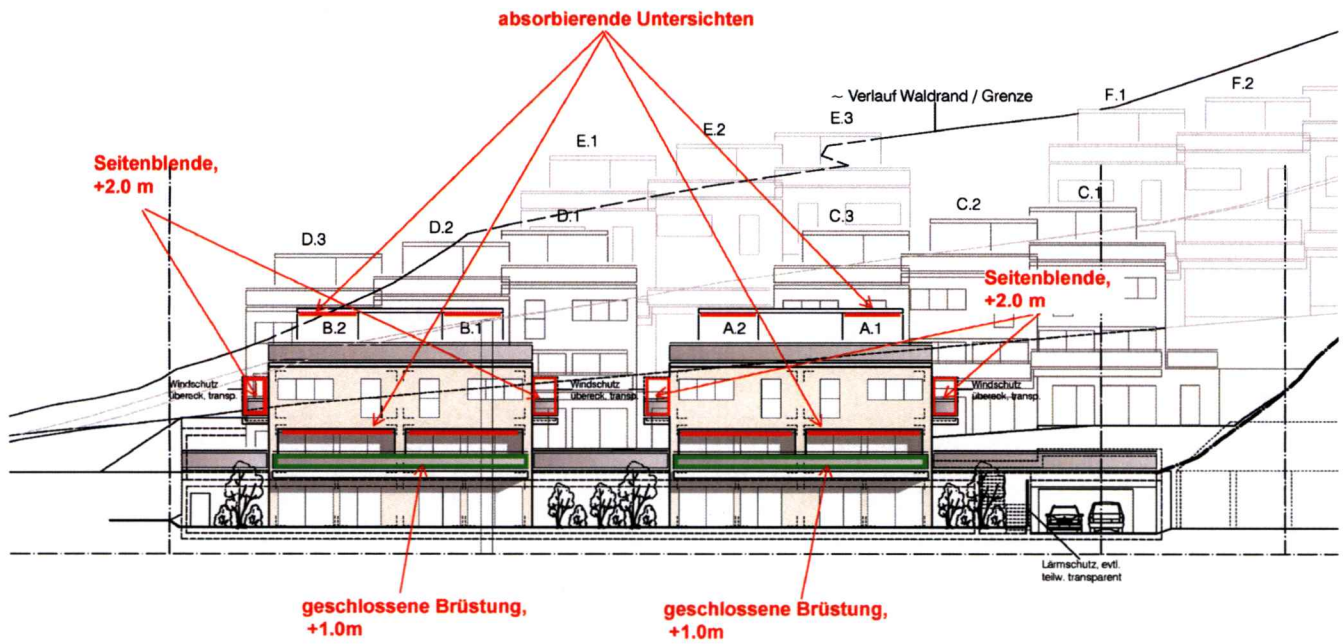 absorbierende Untersichten
F.2
F.1
~ Verlauf Waldrand / Grenze
E.3
E.2
E.1
Seitenblende,
+2.0 m
C.1
C.2
D.1
D.2
C.3
D.3
Seitenblende,
+2.0 m
B.2
B.1
A.2
A.1
Windschutz
übereck, transp.
Windschutz
übereck, transp.
Windschutz
übereck, transp.
Lärmschutz, evtl.
teilw. transparent
geschlossene Brüstung,
+1.0m
geschlossene Brüstung,
+1.0m